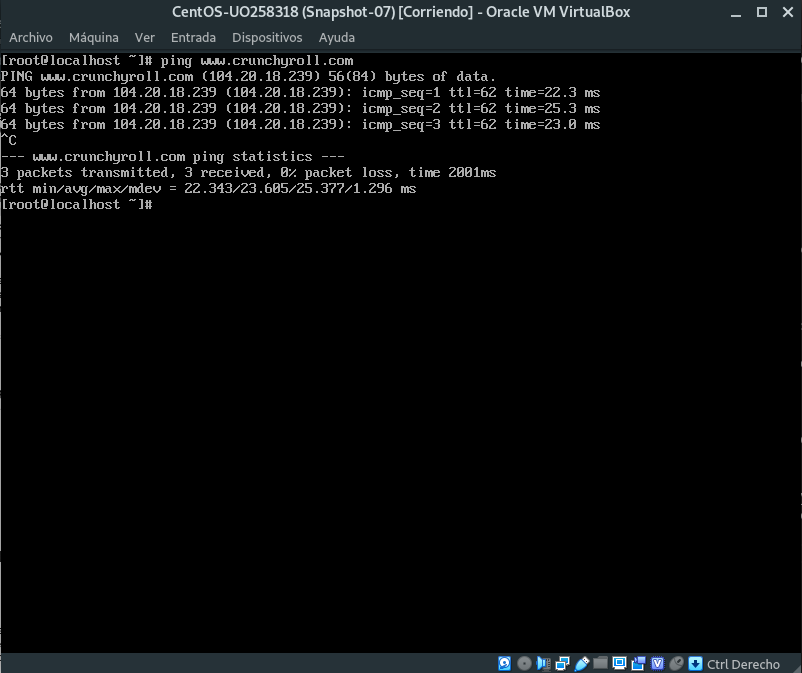 CentOS-UO258318 (Snapshot-07) [Corriendo] - Oracle VM VirtualBox
Archivo Máquina Ver Entrada Dispositivos Ayuda
[root@localhost ~]# ping www.crunchyroll.com
PING www.crunchyroll.com (104.20.18.239) 56(84) bytes of data.
64 bytes from 104.20.18.239 (104.20.18.239): icmp_seq=1 ttl=62 time=22.3 ms
64 bytes from 104.20.18.239 (104.20.18.239): icmp_seq=2 ttl=62 time=25.3 ms
64 bytes from 104.20.18.239 (104.20.18.239): icmp_seq=3 ttl=62 time=23.0 ms
^C
--- www.crunchyroll.com ping statistics ---
3 packets transmitted, 3 received, 0% packet loss, time 2001ms
rtt min/avg/max/mdev = 22.343/23.605/25.377/1.296 ms
[root@localhost ~]#
Ctrl Derecho